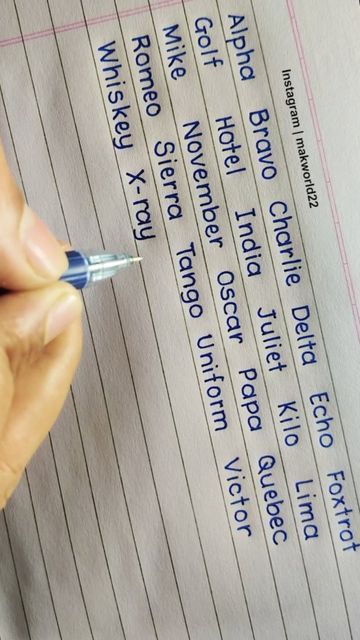 Instagram | makworld22
Alpha Bravo Charlie Delta Echo Foxtrot
Golf Hotel India Juliet Kilo Lima
Mike November Oscar Papa Quebec
Romeo Sierra Tango Uniform Victor
Whiskey X-ray